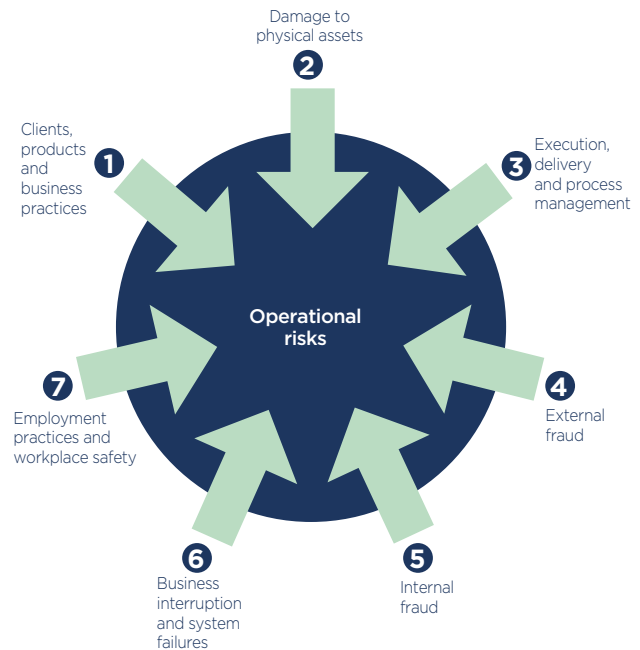 Damage to
physical assets
2
Clients,
products
and
business
practices
1
3
Execution,
delivery
and process
management
Operational
risks
7
Employment
practices and
workplace safety
4
External
fraud
6
Business
interruption
and system
failures
5
Internal
fraud